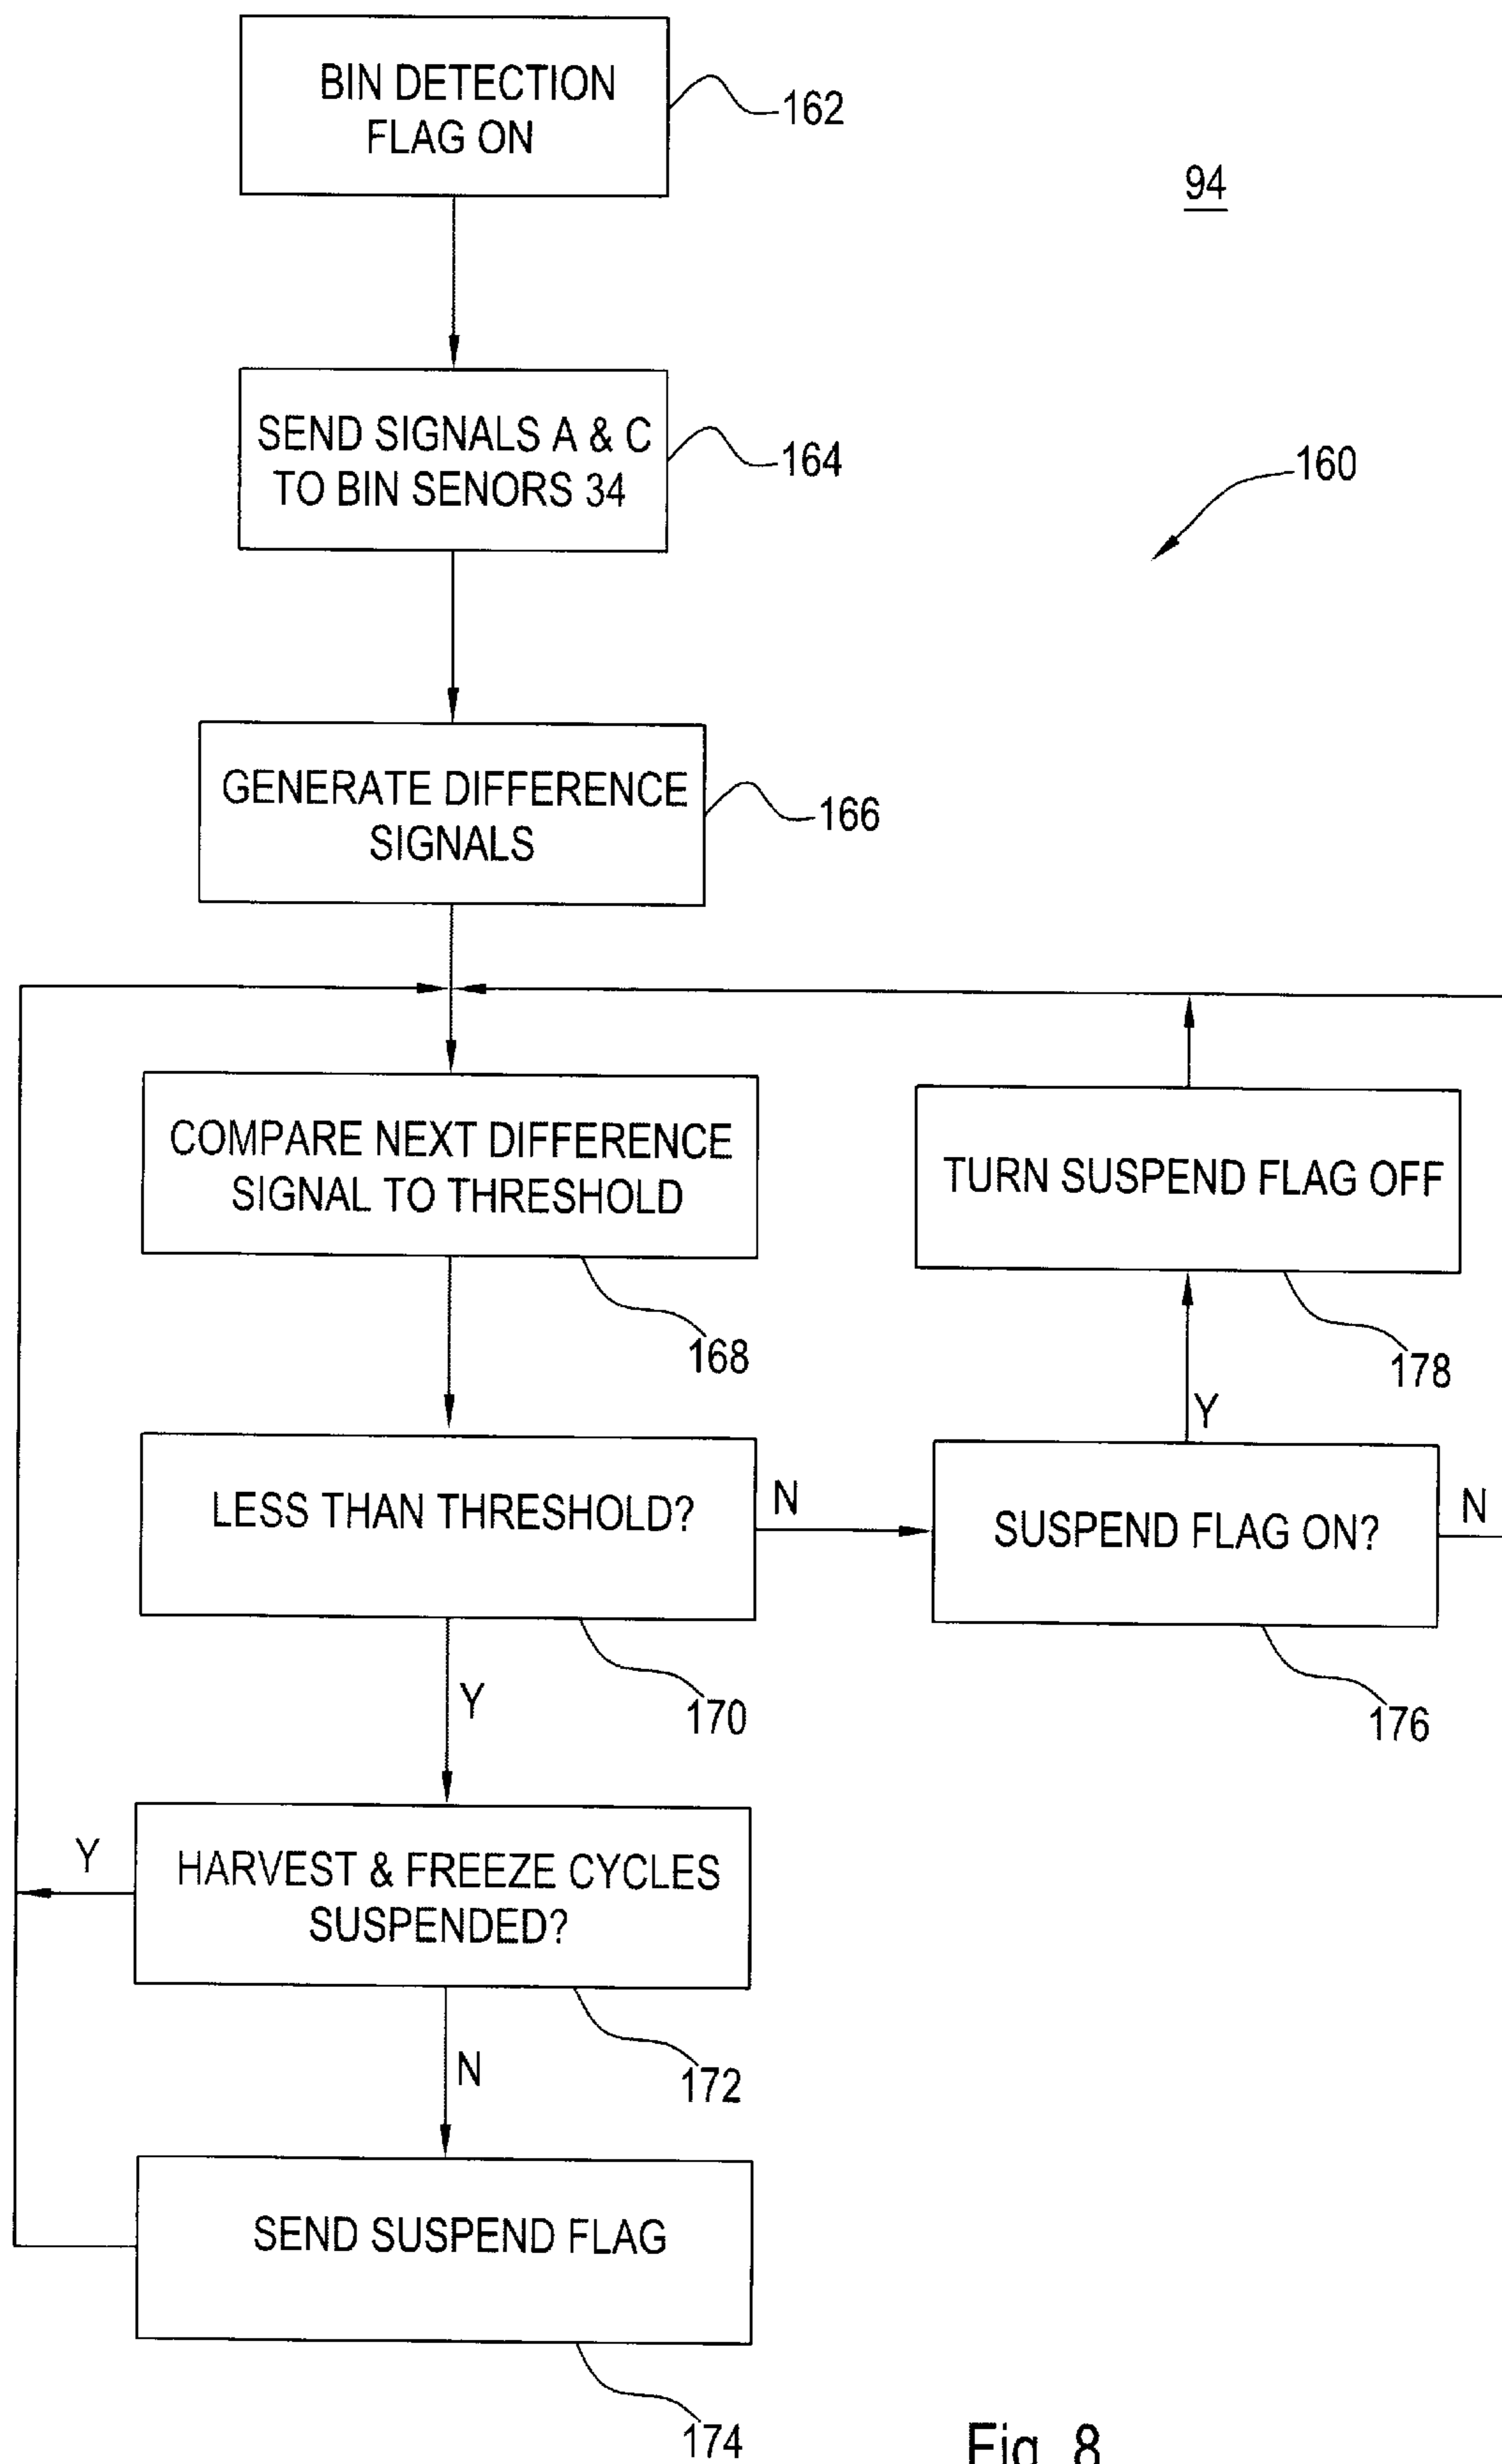 BIN DETECTION
FLAG ON
162
94
SEND SIGNALS A & C
TO BIN SENORS 34
164
160
GENERATE DIFFERENCE
SIGNALS
166
COMPARE NEXT DIFFERENCE
SIGNAL TO THRESHOLD
168
TURN SUSPEND FLAG OFF
178
LESS THAN THRESHOLD?
N
Y
SUSPEND FLAG ON?
N
170
176
Y
Y
HARVEST & FREEZE CYCLES
SUSPENDED?
172
N
SEND SUSPEND FLAG
174
Fig. 8